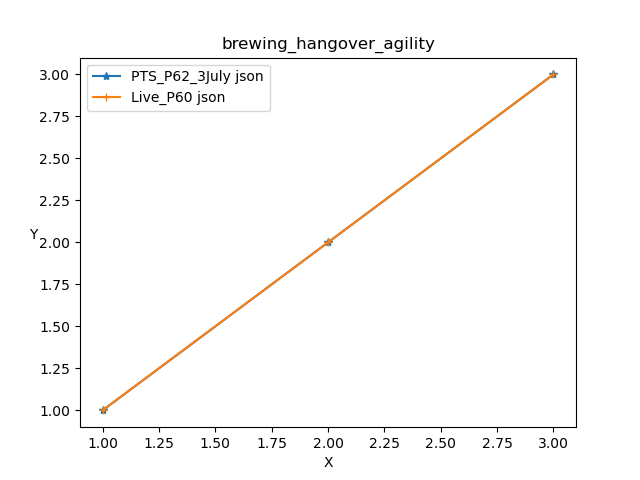 brewing_hangover_agility
PTS_P62_3July json
Live_P60 json
3.00
2.75
2.50
2.25
Y
2.00
1.75
1.50
1.25
1.00
1.00 1.25 1.50 1.75 2.00 2.25 2.50 2.75 3.00
X